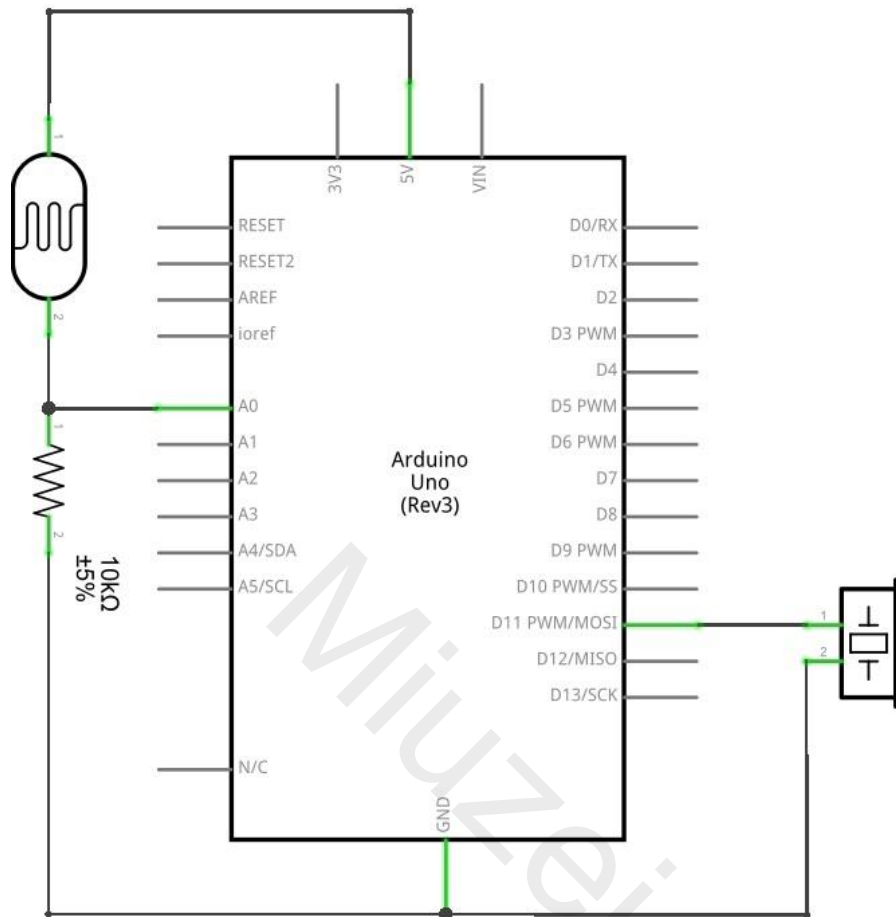 3V3
5V
VIN
1
2
RESET
RESET2
AREF
ioref
A0
A1
A2
A3
A4/SDA
A5/SCL
N/C
1
2
10kΩ
±5%
Arduino
Uno
(Rev3)
D0/RX
D1/TX
D2
D3 PWM
D4
D5 PWM
D6 PWM
D7
D8
D9 PWM
D10 PWM/SS
D11 PWM/MOSI
D12/MISO
D13/SCK
1
2
GND
Miuzei